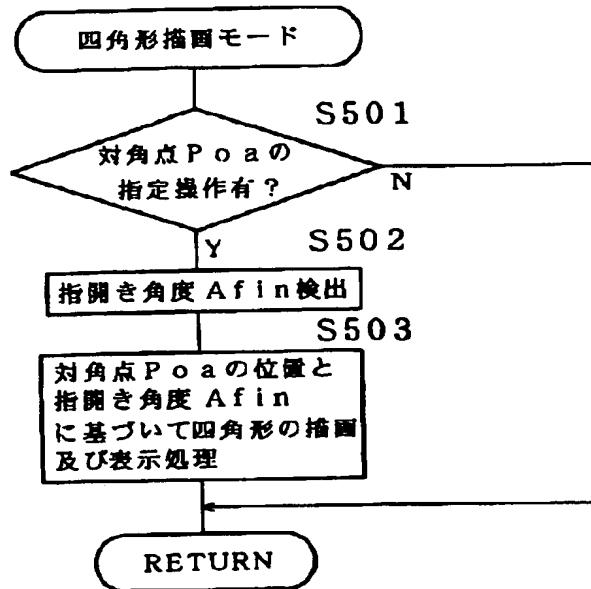 四角形描画モード
S501
対角点Poaの
指定操作有?
N
Y
S502
指開き角度Afin検出
S503
対角点Poaの位置と
指開き角度Afin
に基づいて四角形の描画
及び表示処理
RETURN